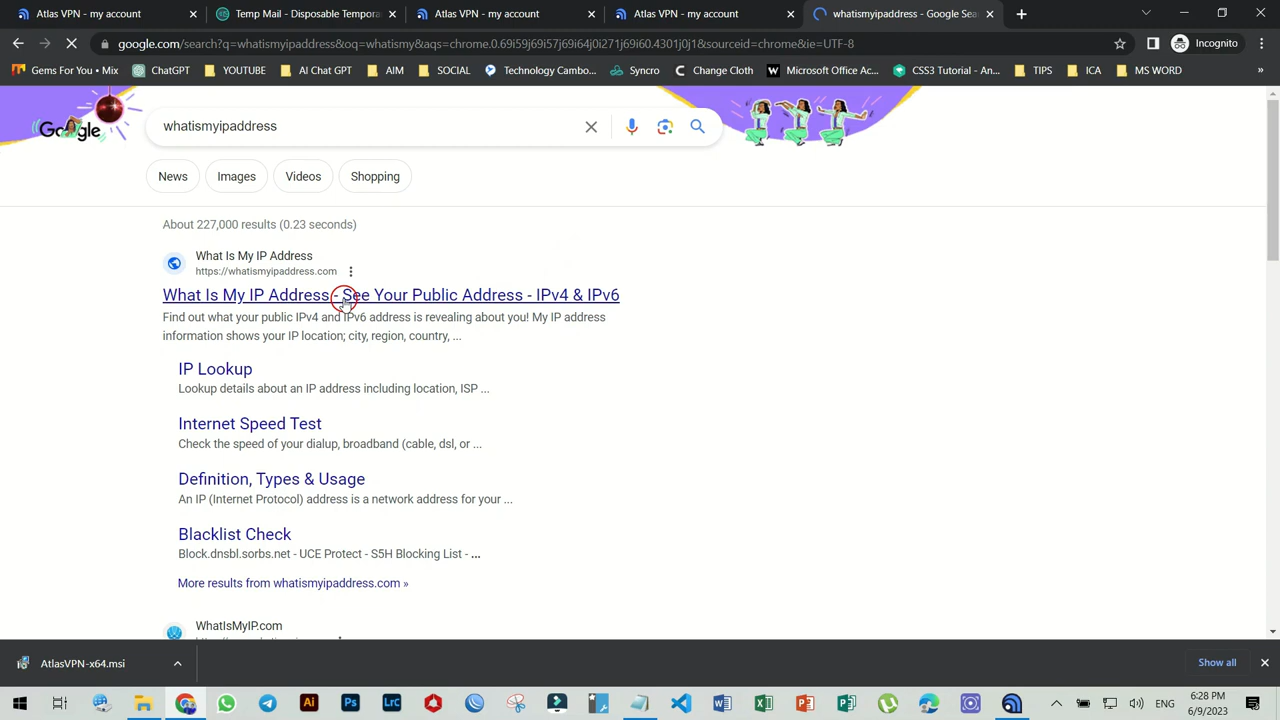 Atlas VPN - my account
Temp Mail - Disposable Tempora
Atlas VPN - my account
Atlas VPN - my account
whatismyipaddress - Google Sea
google.com/search?q=whatismyipaddress&oq=whatismy&aqs=chrome.0.69i59j69i57j69i64j0i271j69i60.4301j0j1&sourceid=chrome&ie=UTF-8
Incognito
Gems For You • Mix
ChatGPT
YOUTUBE
AI Chat GPT
AIM
SOCIAL
Technology Cambo...
Syncro
Change Cloth
Microsoft Office Ac...
CSS3 Tutorial - An...
TIPS
ICA
MS WORD
»
Google
whatismyipaddress
News
Images
Videos
Shopping
About 227,000 results (0.23 seconds)
What Is My IP Address
https://whatismyipaddress.com
What Is My IP Address - See Your Public Address - IPv4 & IPv6
Find out what your public IPv4 and IPv6 address is revealing about you! My IP address
information shows your IP location; city, region, country, ...
IP Lookup
Lookup details about an IP address including location, ISP ...
Internet Speed Test
Check the speed of your dialup, broadband (cable, dsl, or ...
Definition, Types & Usage
An IP (Internet Protocol) address is a network address for your ...
Blacklist Check
Block.dnsbl.sorbs.net - UCE Protect - S5H Blocking List - ...
More results from whatismyipaddress.com »
WhatIsMyIP.com
AtlasVPN-x64.msi
Show all
Ai
Ps
Lrc
ENG
6:28 PM
6/9/2023